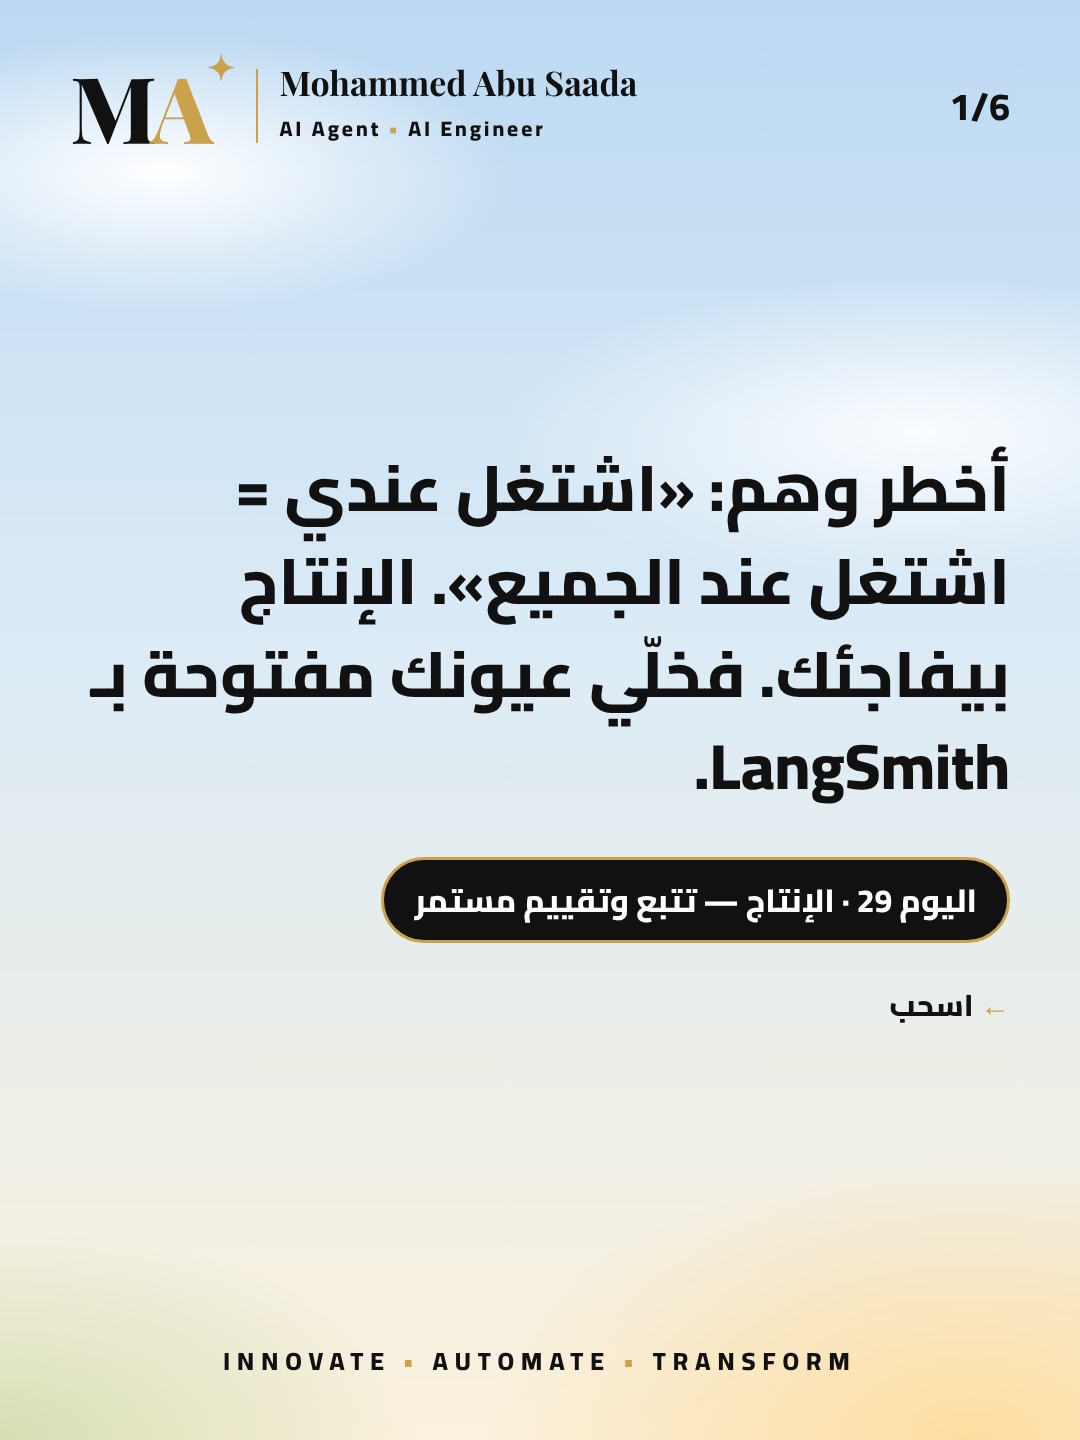 MA
Mohammed Abu Saada
AI Agent ▪ AI Engineer
1/6
أخطر وهم: «اشتغل عندي =
اشتغل عند الجميع». الإنتاج
بيفاجئك. فخلّي عيونك مفتوحة بـ
LangSmith.
اليوم 29 · الإنتاج — تتبع وتقييم مستمر
← اسحب
INNOVATE ▪ AUTOMATE ▪ TRANSFORM